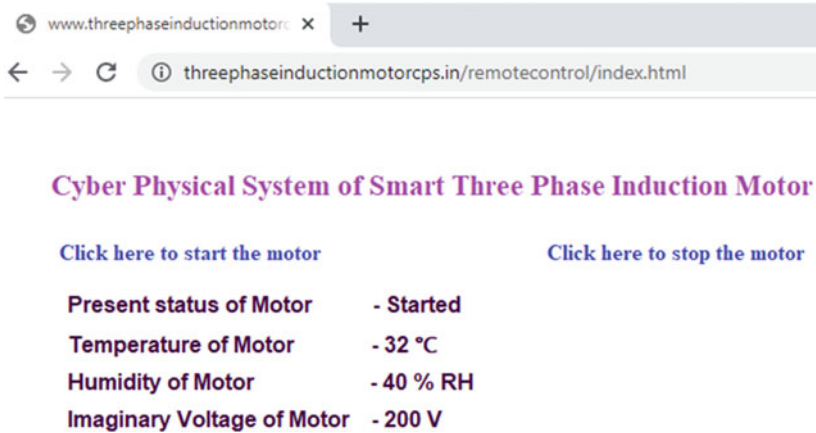 www.threephaseinductionmotorc
threephaseinductionmotorcps.in/remotecontrol/index.html
Cyber Physical System of Smart Three Phase Induction Motor
Click here to start the motor Click here to stop the motor
Present status of Motor - Started
Temperature of Motor - 32 °C
Humidity of Motor - 40 % RH
Imaginary Voltage of Motor - 200 V